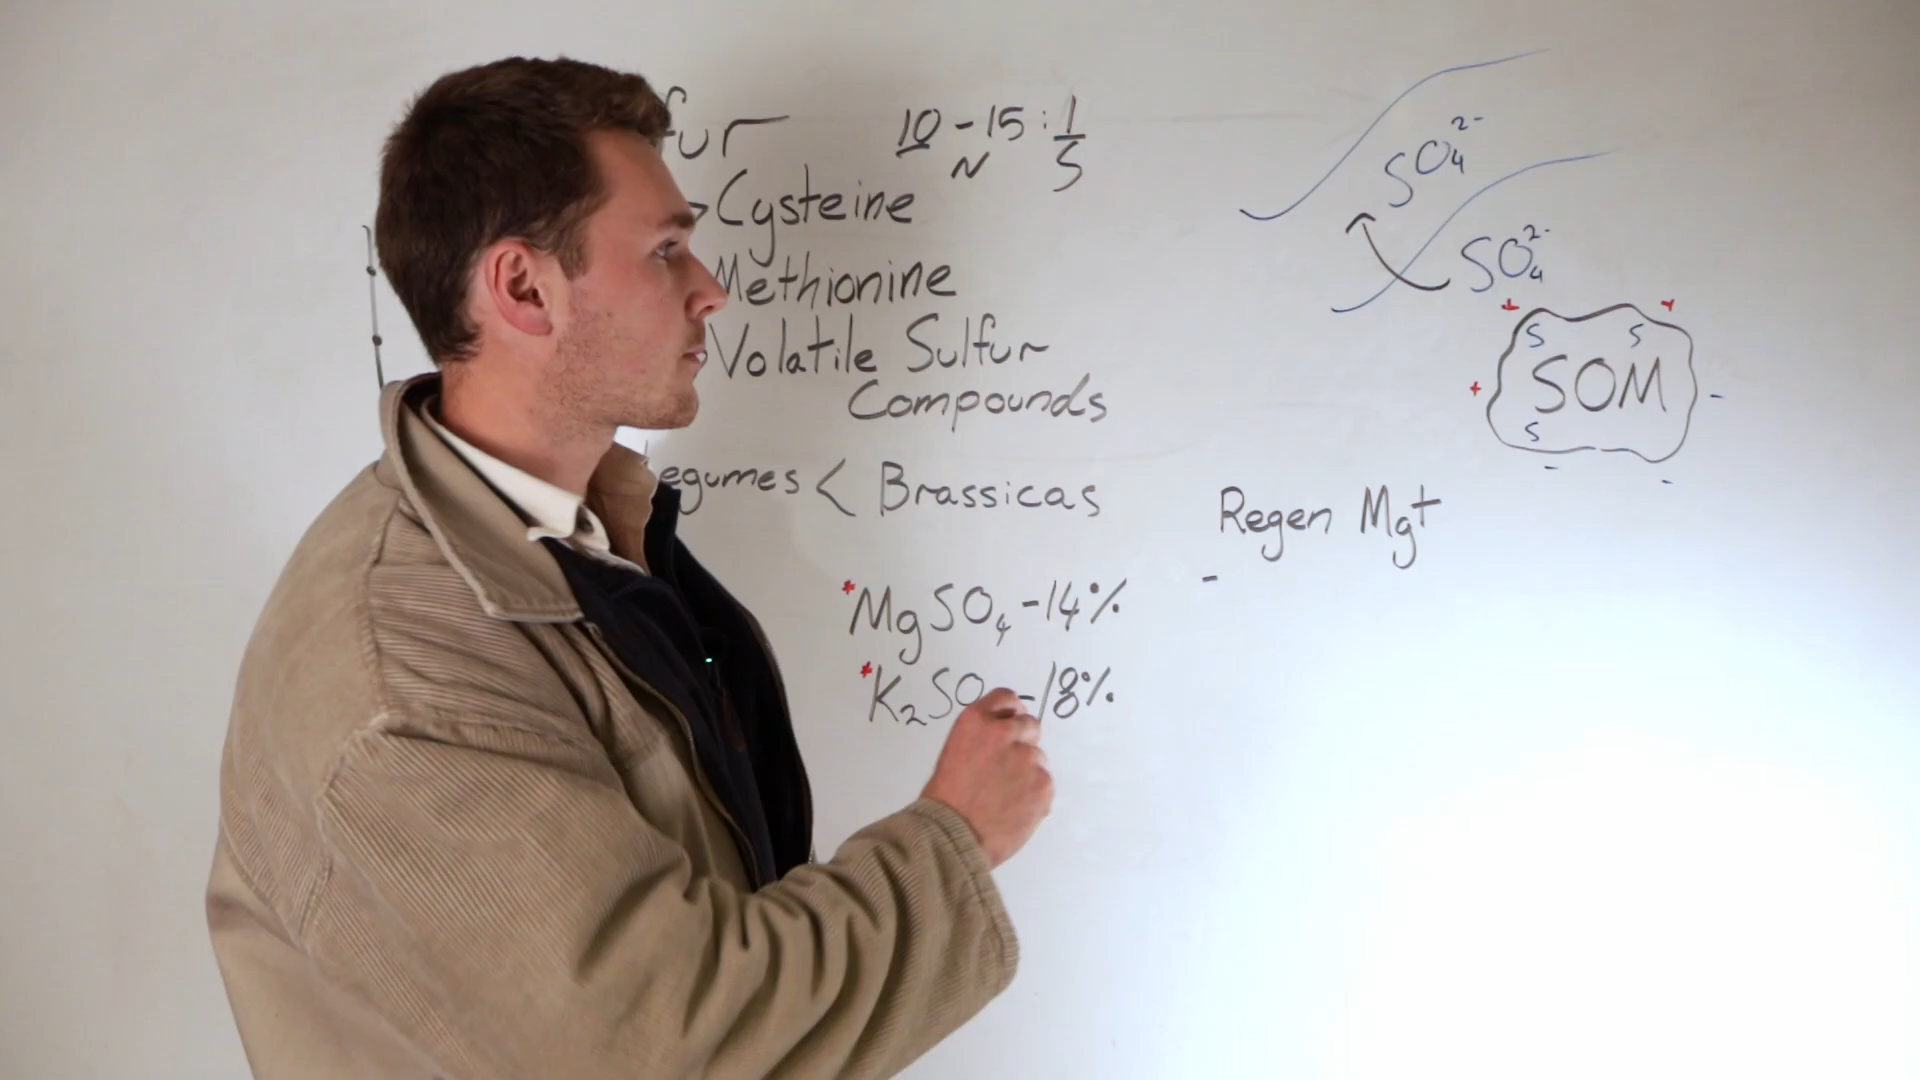 fur
10-15:1
N S
Cysteine
Methionine
Volatile Sulfur
Compounds
egumes < Brassicas
*MgSO4-14%
*K2SO -18%
SO4 2-
SO4 2-
+ +
S S
+ SOM -
S
- -
Regen Mgt
-